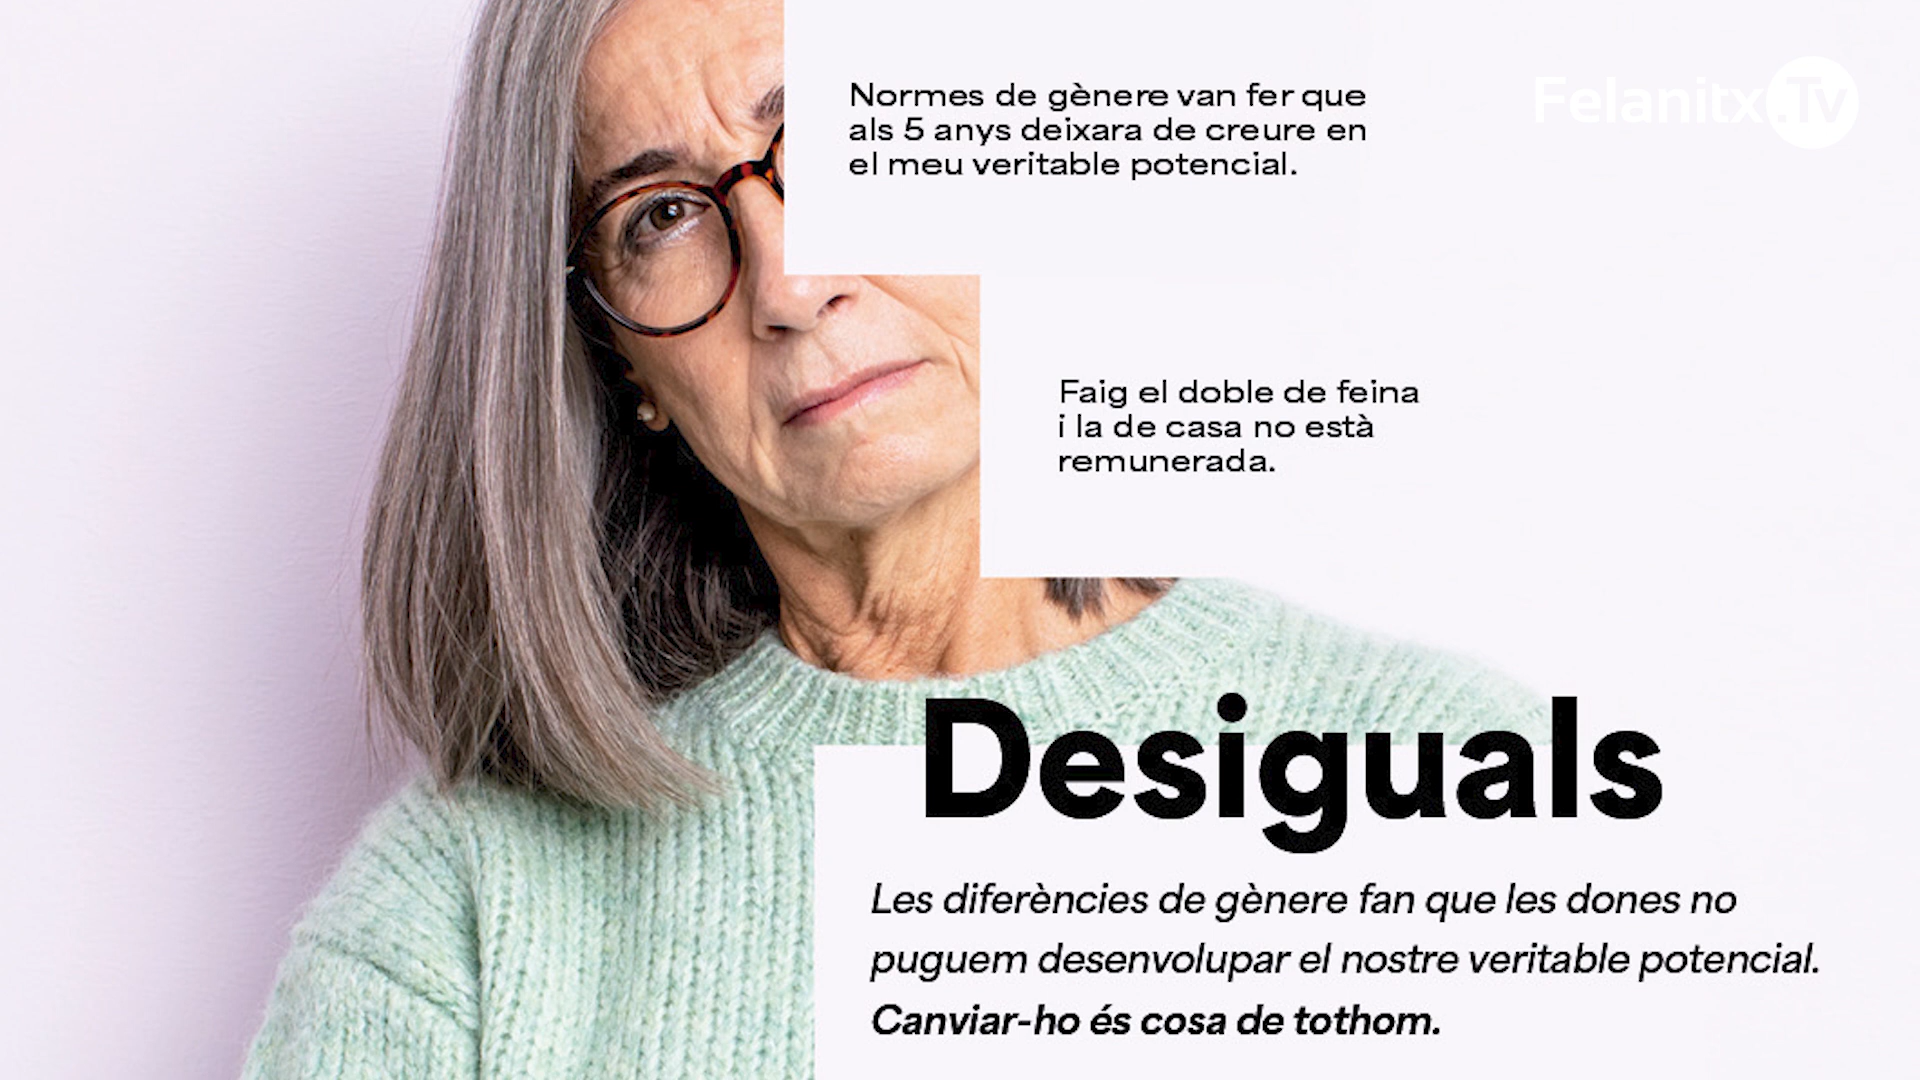 Felanitx.Tv
Normes de gènere van fer que
als 5 anys deixara de creure en
el meu veritable potencial.
Faig el doble de feina
i la de casa no està
remunerada.
Desiguals
Les diferències de gènere fan que les dones no
puguem desenvolupar el nostre veritable potencial.
Canviar-ho és cosa de tothom.